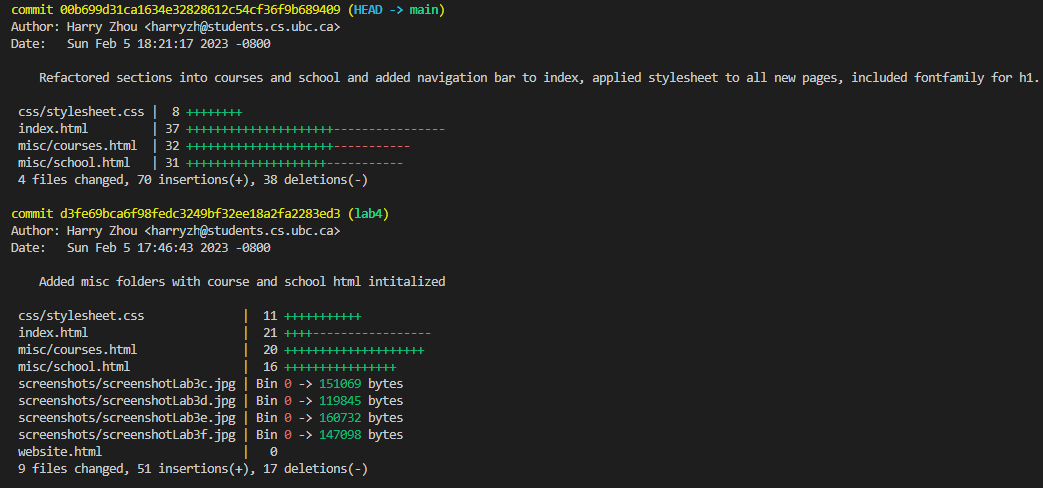 commit 00b699d31ca1634e32828612c54cf36f9b689409 (HEAD -> main)
Author: Harry Zhou <harryzh@students.cs.ubc.ca>
Date:   Sun Feb 5 18:21:17 2023 -0800
Refactored sections into courses and school and added navigation bar to index, applied stylesheet to all new pages, included fontfamily for h1.
css/stylesheet.css |  8 ++++++++
index.html         | 37 +++++++++++++++++++++----------------
misc/courses.html  | 32 +++++++++++++++++++++-----------
misc/school.html   | 31 ++++++++++++++++++++-----------
4 files changed, 70 insertions(+), 38 deletions(-)
commit d3fe69bca6f98fedc3249bf32ee18a2fa2283ed3 (lab4)
Author: Harry Zhou <harryzh@students.cs.ubc.ca>
Date:   Sun Feb 5 17:46:43 2023 -0800
Added misc folders with course and school html intitalized
css/stylesheet.css              |  11 +++++++++++
index.html                      |  21 ++++-----------------
misc/courses.html               |  20 ++++++++++++++++++++
misc/school.html                |  16 ++++++++++++++++
screenshots/screenshotLab3c.jpg | Bin 0 -> 151069 bytes
screenshots/screenshotLab3d.jpg | Bin 0 -> 119845 bytes
screenshots/screenshotLab3e.jpg | Bin 0 -> 160732 bytes
screenshots/screenshotLab3f.jpg | Bin 0 -> 147098 bytes
website.html                    |   0
9 files changed, 51 insertions(+), 17 deletions(-)